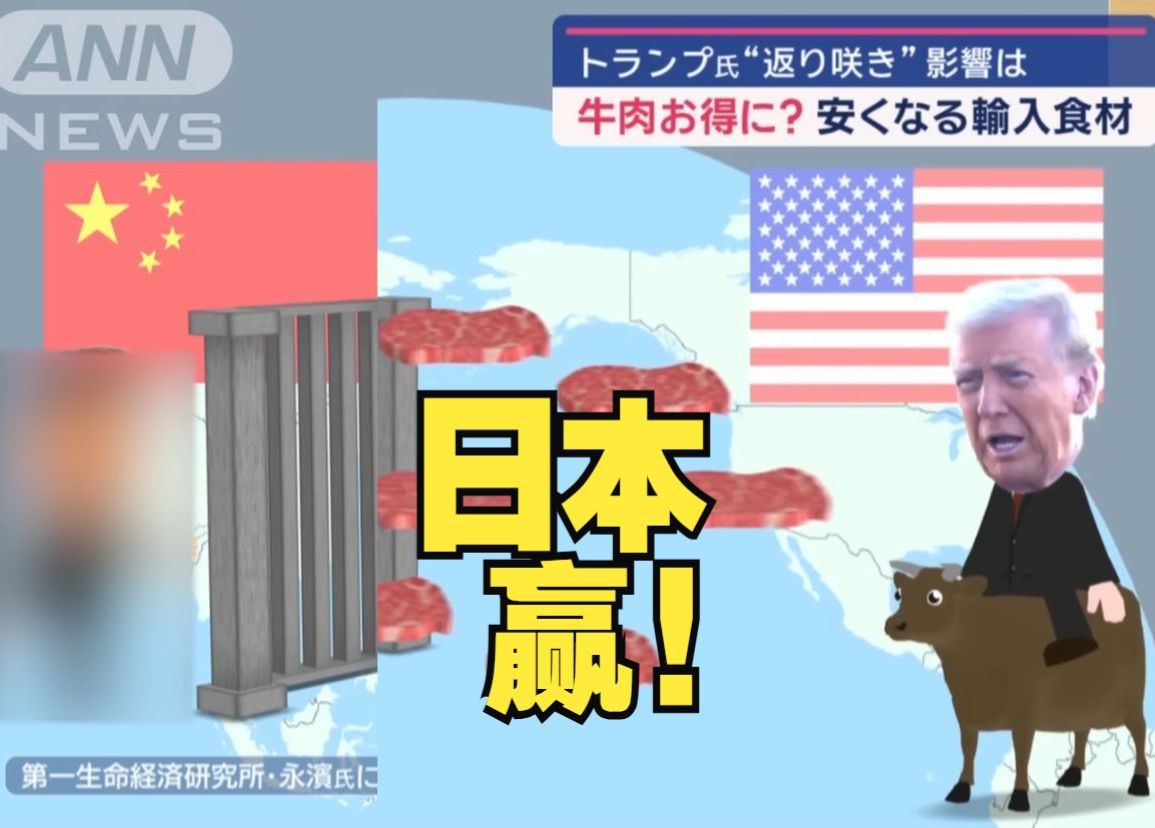 ANN
NEWS
トランプ氏“返り咲き”影響は
牛肉お得に？安くなる輸入食材
日本
赢！
第一生命経済研究所・永濱氏に